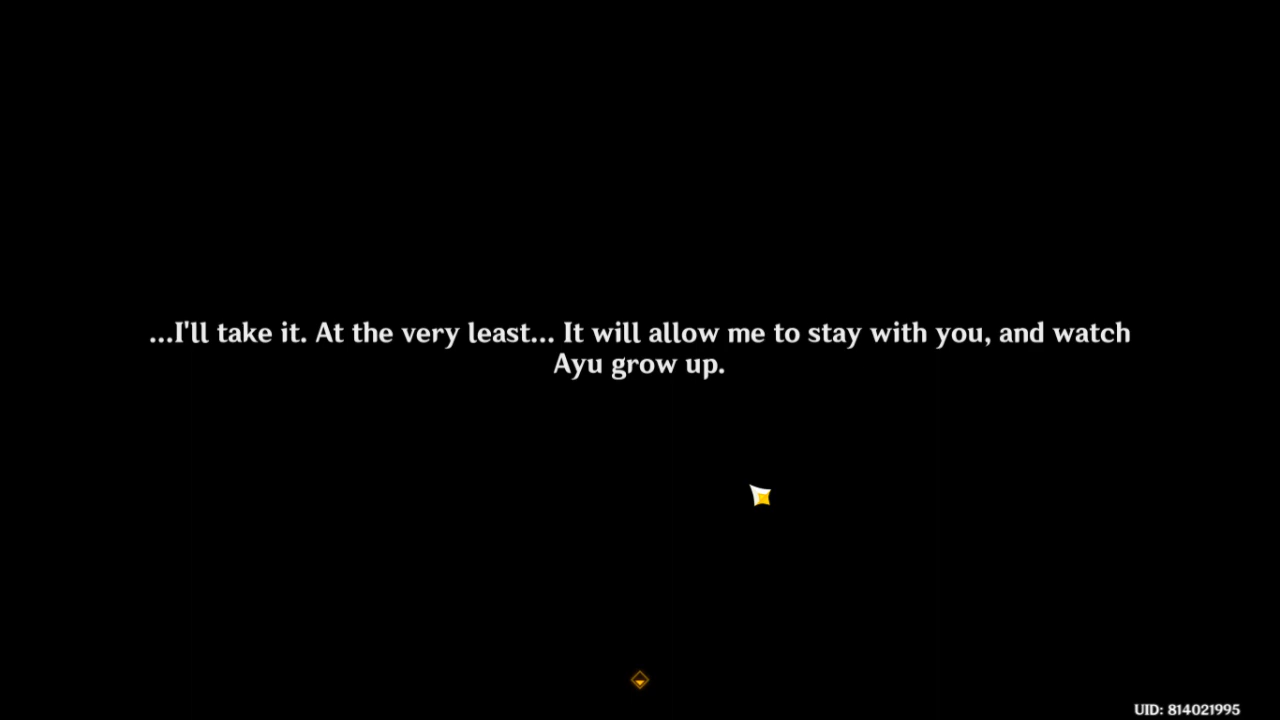 ...I'll take it. At the very least... It will allow me to stay with you, and watch
Ayu grow up.
UID: 814021995